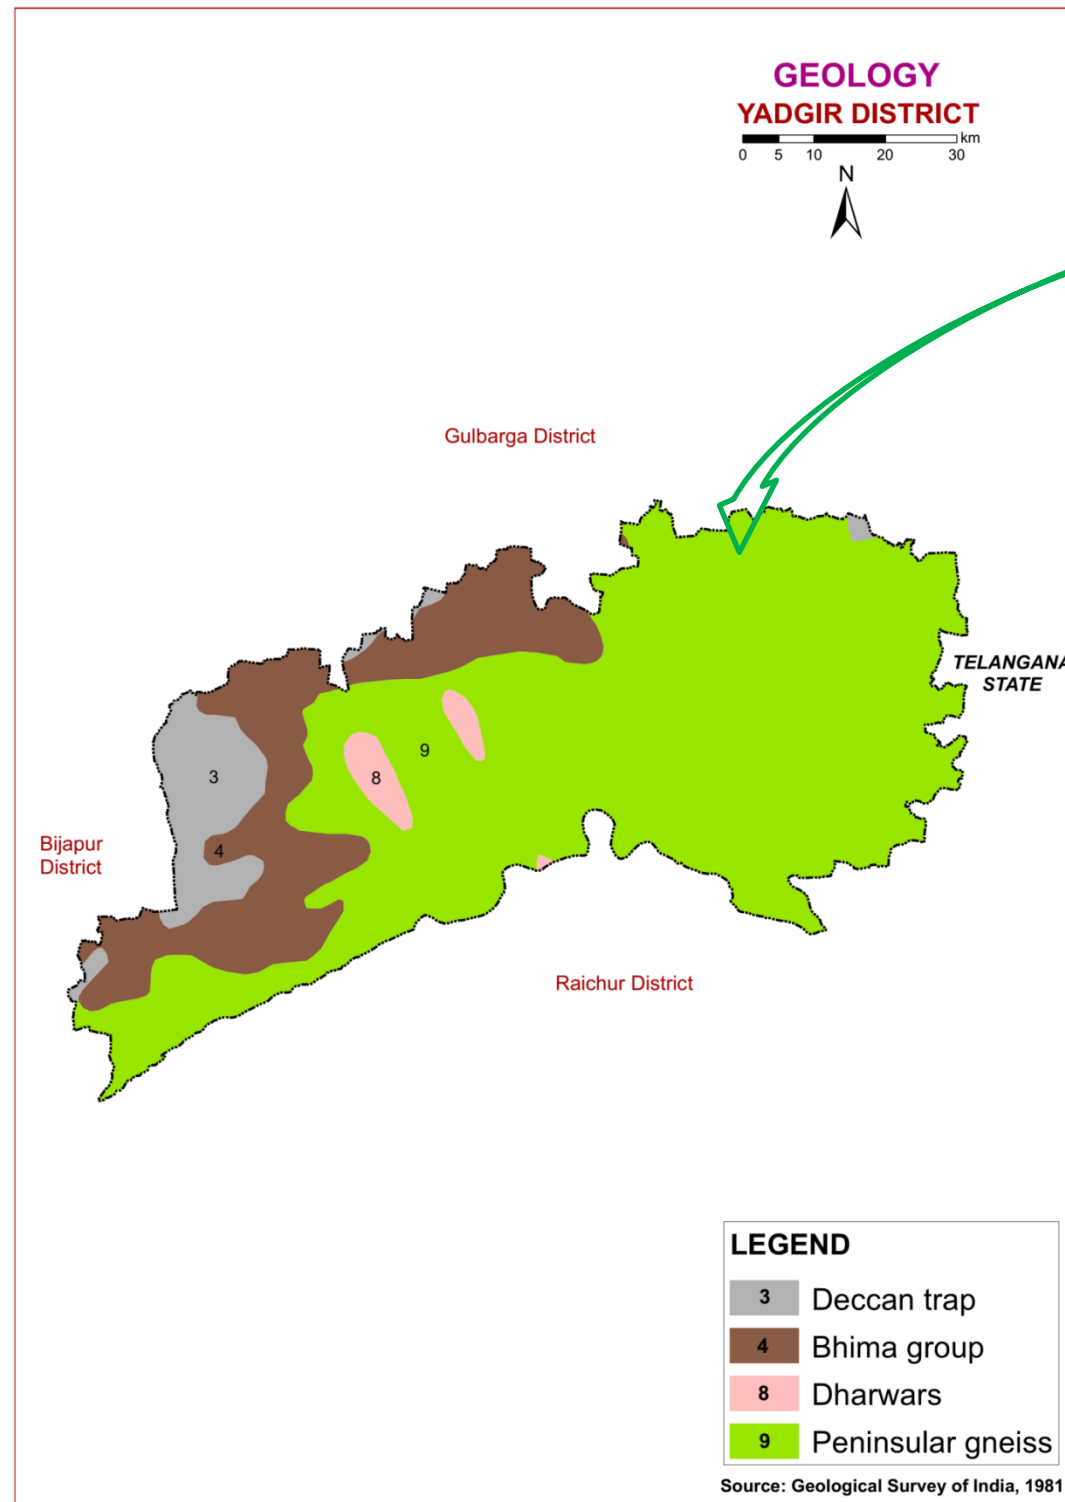 GEOLOGY
YADGIR DISTRICT
km
0 5 10 20 30
N
Gulbarga District
TELANGANA
STATE
9
3
8
4
Bijapur
District
Raichur District
LEGEND
3 Deccan trap
4 Bhima group
8 Dharwars
9 Peninsular gneiss
Source: Geological Survey of India, 1981